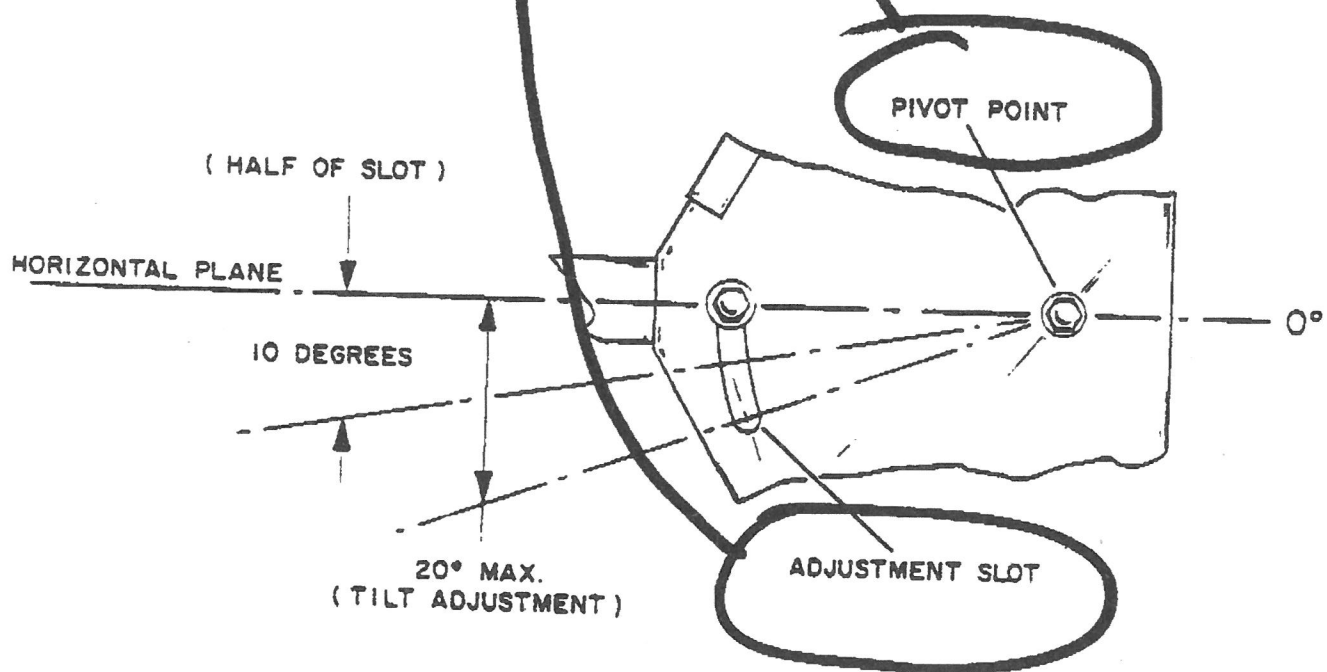 PIVOT POINT
( HALF OF SLOT )
HORIZONTAL PLANE
0°
10 DEGREES
20° MAX.
( TILT ADJUSTMENT )
ADJUSTMENT SLOT